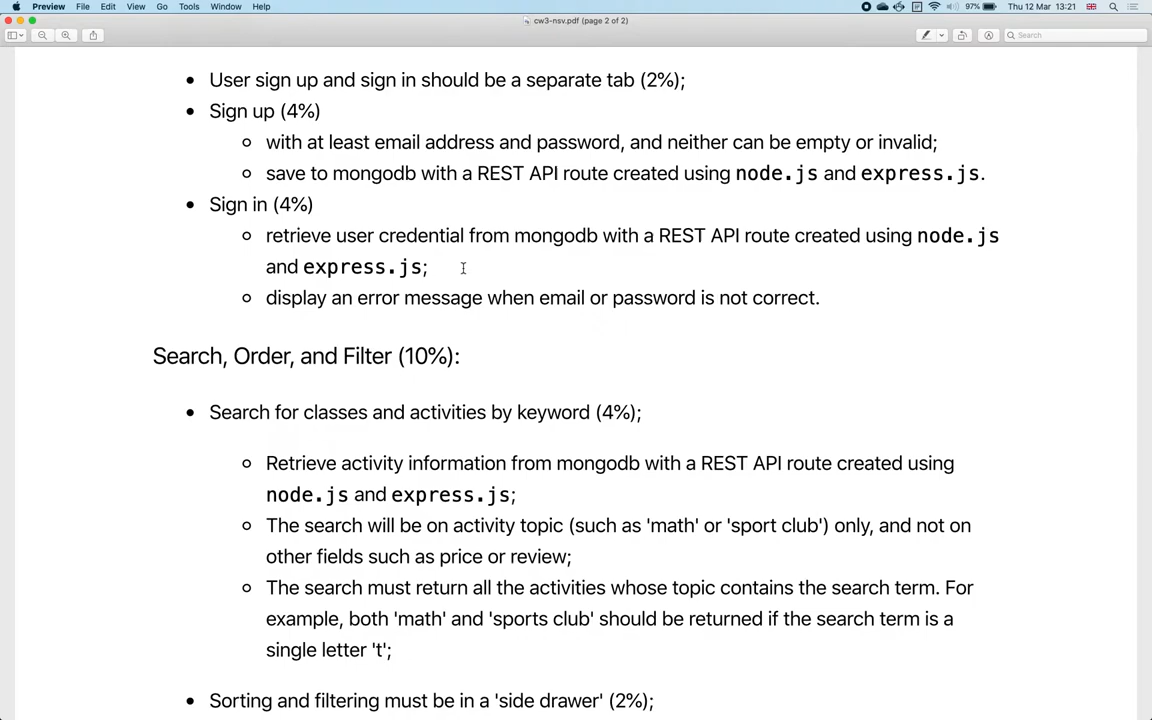 Preview File Edit View Go Tools Window Help 97% Thu 12 Mar 13:21
cw3-nsv.pdf (page 2 of 2)
Search
• User sign up and sign in should be a separate tab (2%);
• Sign up (4%)
○ with at least email address and password, and neither can be empty or invalid;
○ save to mongodb with a REST API route created using node.js and express.js.
• Sign in (4%)
○ retrieve user credential from mongodb with a REST API route created using node.js
and express.js;
○ display an error message when email or password is not correct.
Search, Order, and Filter (10%):
• Search for classes and activities by keyword (4%);
○ Retrieve activity information from mongodb with a REST API route created using
node.js and express.js;
○ The search will be on activity topic (such as 'math' or 'sport club') only, and not on
other fields such as price or review;
○ The search must return all the activities whose topic contains the search term. For
example, both 'math' and 'sports club' should be returned if the search term is a
single letter 't';
• Sorting and filtering must be in a 'side drawer' (2%);